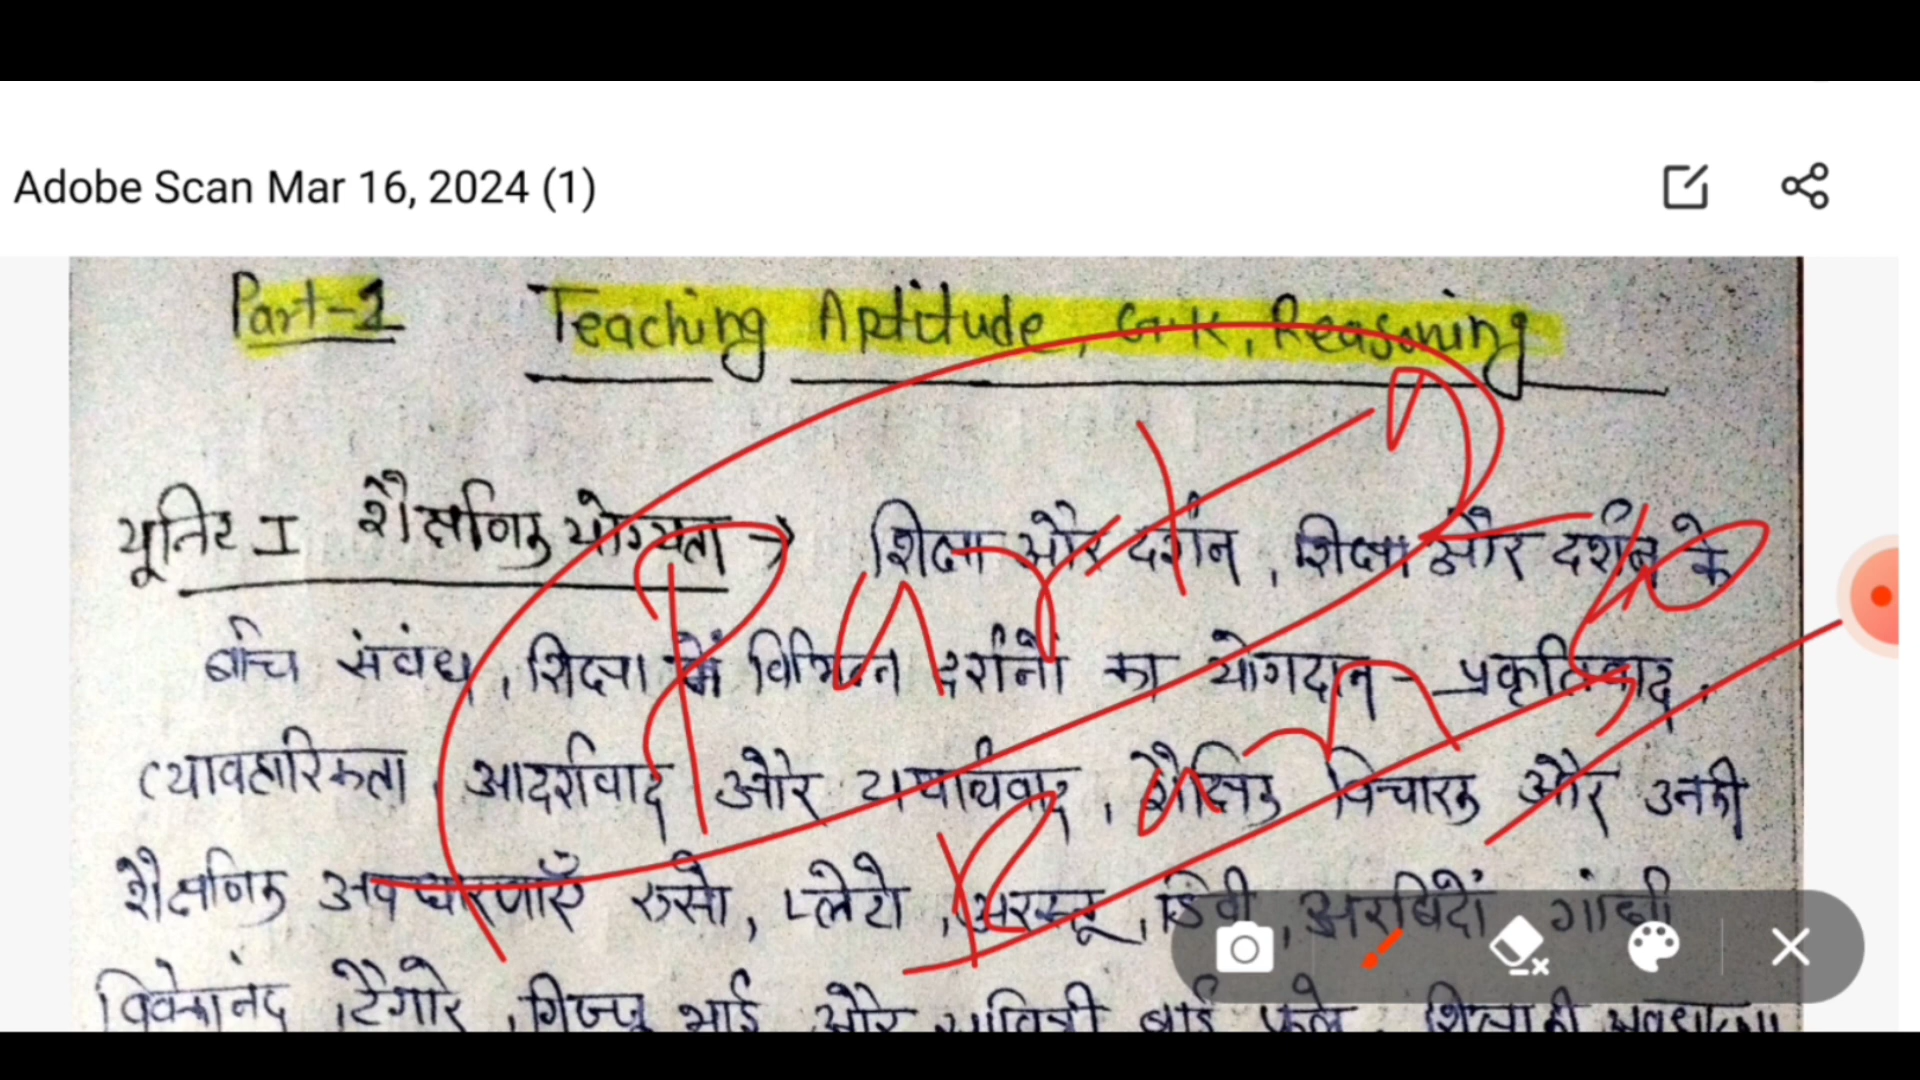 Adobe Scan Mar 16, 2024 (1)
Part-1 Teaching Aptitude, G.K, Reasoning
यूनिट I शैक्षणिक योग्यता → शिक्षा और दर्शन, शिक्षा और दर्शन के
बीच संबंध, शिक्षा में विभिन्न दर्शनों का योगदान - प्रकृतिवाद,
व्यावहारिकता, आदर्शवाद और यथार्थवाद, शैक्षिक विचारक और उनकी
शैक्षणिक अवधारणाएँ रुसो, प्लेटो, अरस्तू, डिवी, अरबिंदों गांधी
विवेकानंद, टैगोर, गिज्जू भाई और सावित्री बाई फुले, शिक्षा की अवधारणा
Part